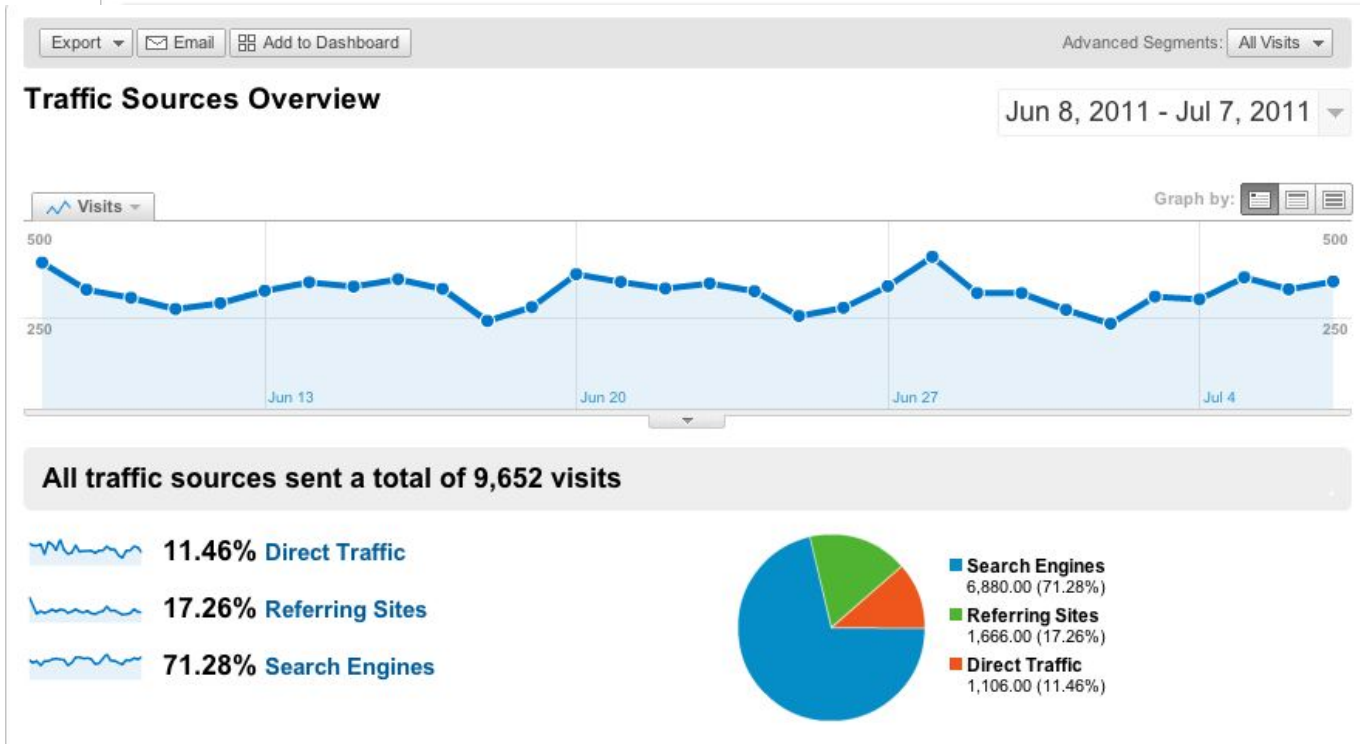 Export Email Add to Dashboard Advanced Segments: All Visits
Traffic Sources Overview
Jun 8, 2011 - Jul 7, 2011
Visits Graph by:
500 500
250 250
Jun 13 Jun 20 Jun 27 Jul 4
All traffic sources sent a total of 9,652 visits
11.46% Direct Traffic
17.26% Referring Sites
71.28% Search Engines
Search Engines
6,880.00 (71.28%)
Referring Sites
1,666.00 (17.26%)
Direct Traffic
1,106.00 (11.46%)